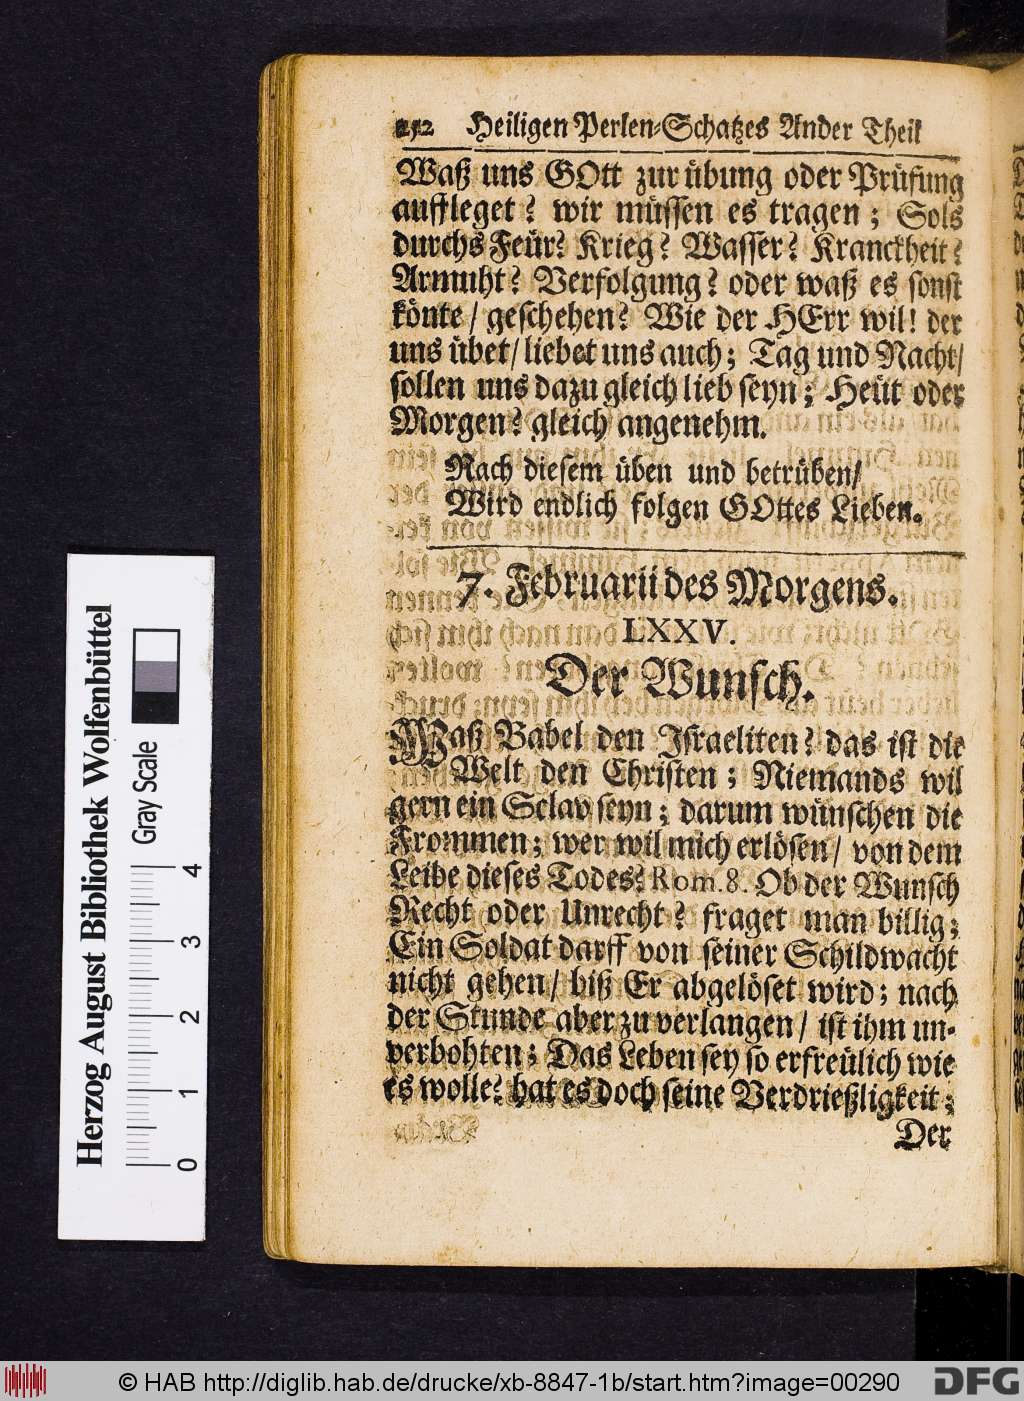 252 Heiligen Perlen-Schatzes Ander Theil
Waß uns GOtt zur übung oder Prüfung
auffleget? wir müssen es tragen; Sols
durchs Feür? Krieg? Wasser? Kranckheit?
Armuht? Verfolgung? oder waß es sonst
könte / geschehen? Wie der HErr wil! der
uns übet / liebet uns auch; Tag und Nacht /
sollen uns dazu gleich lieb seyn; Heüt oder
Morgen? gleich angenehm.
Nach diesem üben und betrüben /
Wird endlich folgen GOttes Lieben.
7. Februarii des Morgens.
LXXV.
Der Wunsch.
Waß Babel den Israeliten? das ist die
Welt den Christen; Niemands wil
gern ein Sclav seyn; darum wünschen die
Frommen; wer wil mich erlösen / von dem
Leibe dieses Todes? Rom. 8. Ob der Wunsch
Recht oder Unrecht? fraget man billig;
Ein Soldat darff von seiner Schildwacht
nicht gehen / biß Er abgelöset wird; nach
der Stunde aber zu verlangen / ist ihm un-
verbohten; Das Leben sey so erfreülich wie
es wolle? hat es doch seine Verdrießligkeit;
Der
Herzog August Bibliothek Wolfenbüttel
Gray Scale
0 1 2 3 4
© HAB http://diglib.hab.de/drucke/xb-8847-1b/start.htm?image=00290
DFG